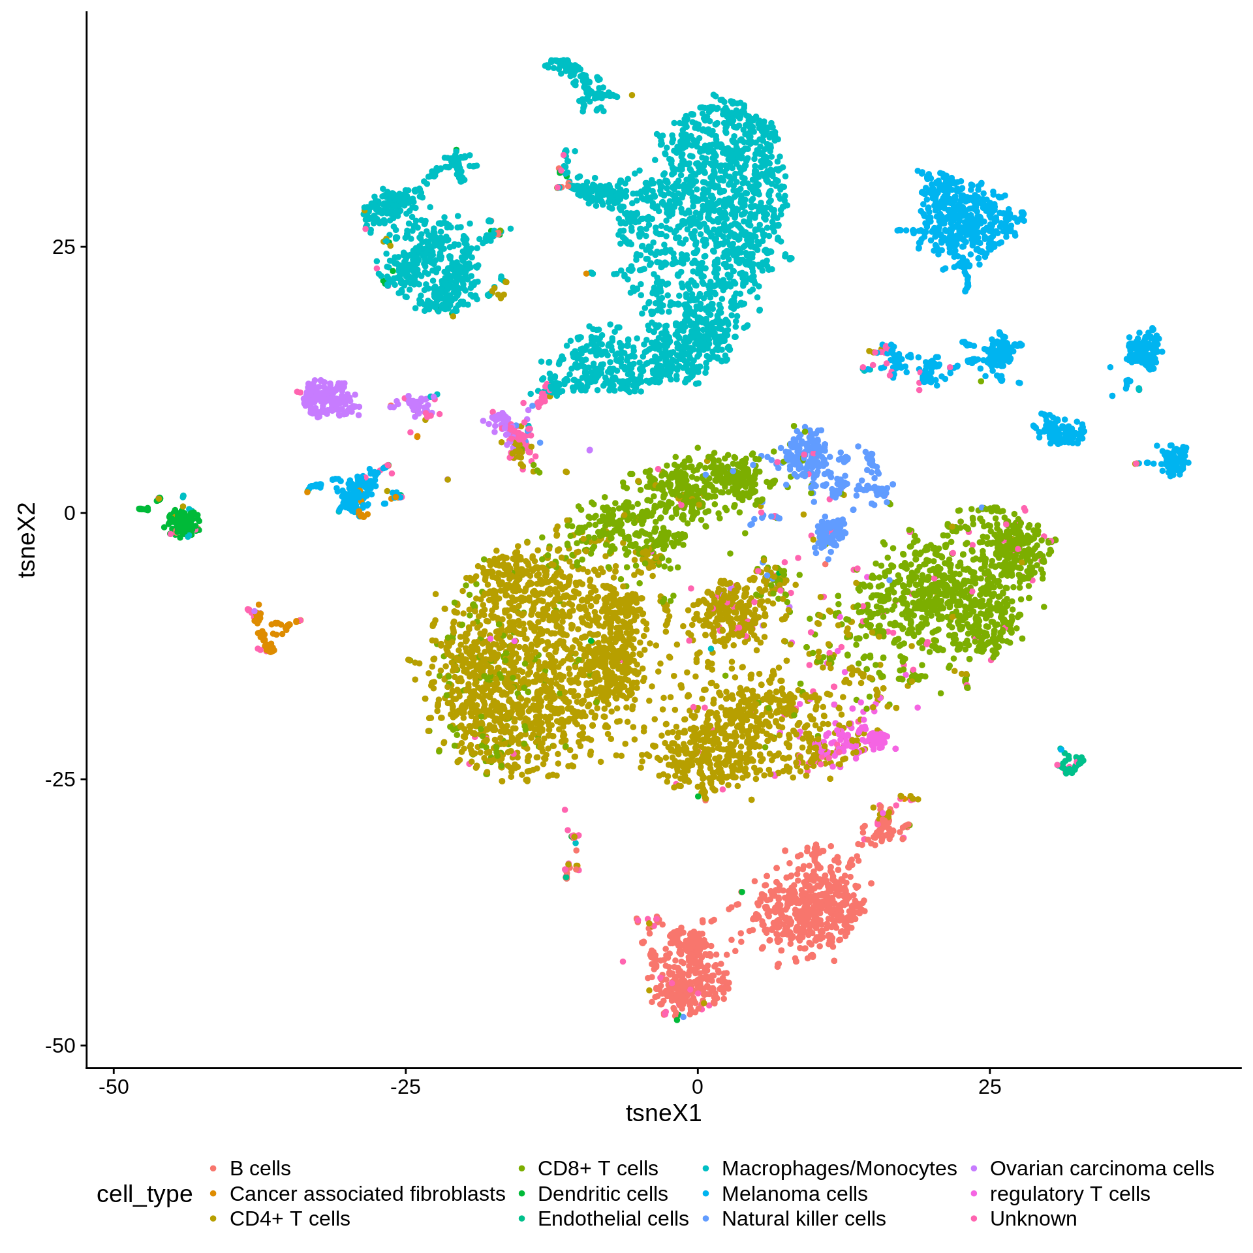 25
0
-25
-50
tsneX2
-50
-25
0
25
tsneX1
cell_type
B cells
Cancer associated fibroblasts
CD4+ T cells
CD8+ T cells
Dendritic cells
Endothelial cells
Macrophages/Monocytes
Melanoma cells
Natural killer cells
Ovarian carcinoma cells
regulatory T cells
Unknown